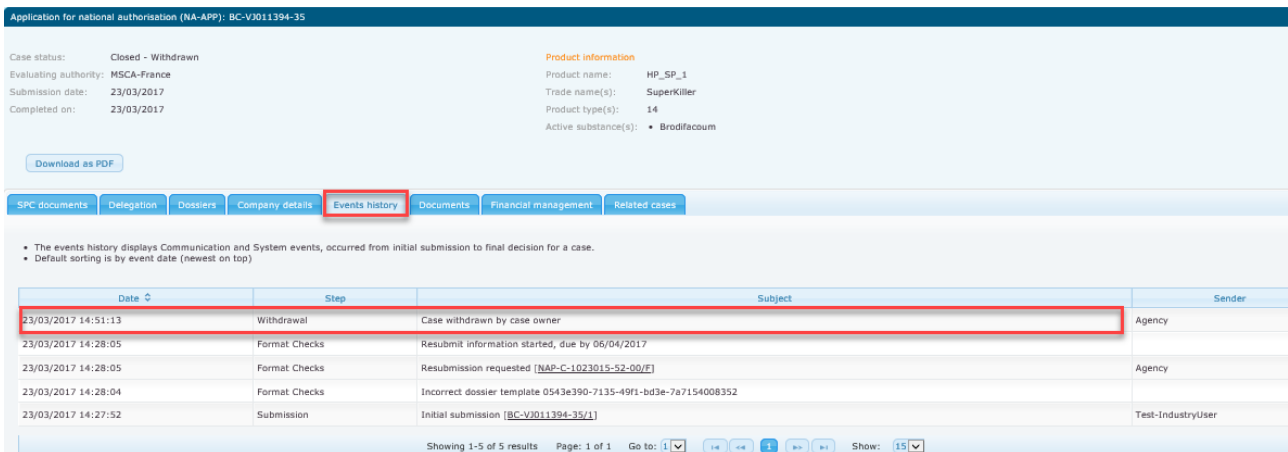 Application for national authorisation (NA-APP): BC-VJ011394-35
Case status: Closed - Withdrawn
Evaluating authority: MSCA-France
Submission date: 23/03/2017
Completed on: 23/03/2017
Product information
Product name: HP_SP_1
Trade name(s): SuperKiller
Product type(s): 14
Active substance(s): • Brodifacoum
Download as PDF
SPC documents Delegation Dossiers Company details Events history Documents Financial management Related cases
• The events history displays Communication and System events, occurred from initial submission to final decision for a case.
• Default sorting is by event date (newest on top)
Date Step Subject Sender
23/03/2017 14:51:13 Withdrawal Case withdrawn by case owner Agency
23/03/2017 14:28:05 Format Checks Resubmit information started, due by 06/04/2017
23/03/2017 14:28:05 Format Checks Resubmission requested [NAP-C-1023015-52-00/F] Agency
23/03/2017 14:28:04 Format Checks Incorrect dossier template 0543e390-7135-49f1-bd3e-7a7154008352
23/03/2017 14:27:52 Submission Initial submission [BC-VJ011394-35/1] Test-IndustryUser
Showing 1-5 of 5 results Page: 1 of 1 Go to: 1 1 Show: 15